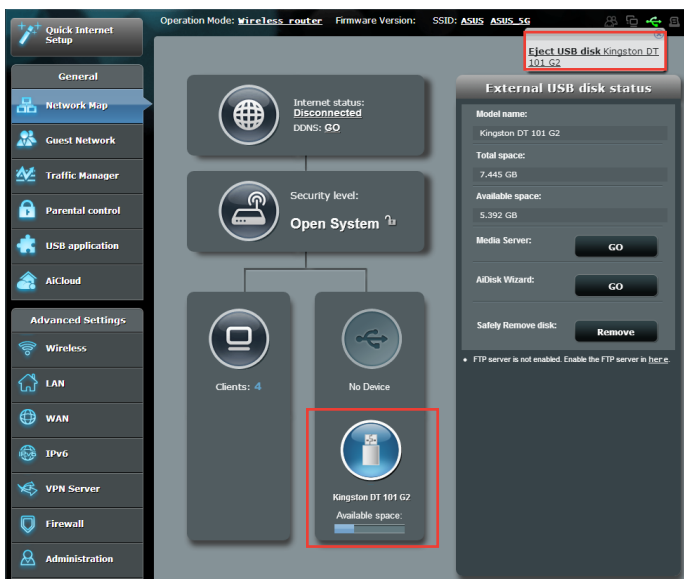 Operation Mode: Wireless router Firmware Version: SSID: ASUS ASUS_5G
Quick Internet
Setup
General
Network Map
Guest Network
Traffic Manager
Parental control
USB application
AiCloud
Advanced Settings
Wireless
LAN
WAN
IPv6
IPv6
VPN Server
Firewall
Administration
Internet status:
Disconnected
DDNS: GO
Security level:
Open System
Clients: 4
No Device
Kingston DT 101 G2
Available space:
Eject USB disk Kingston DT
101 G2
External USB disk status
Model name:
Kingston DT 101 G2
Total space:
7.445 GB
Available space:
5.392 GB
Media Server:
GO
AiDisk Wizard:
GO
Safely Remove disk:
Remove
FTP server is not enabled. Enable the FTP server in here.